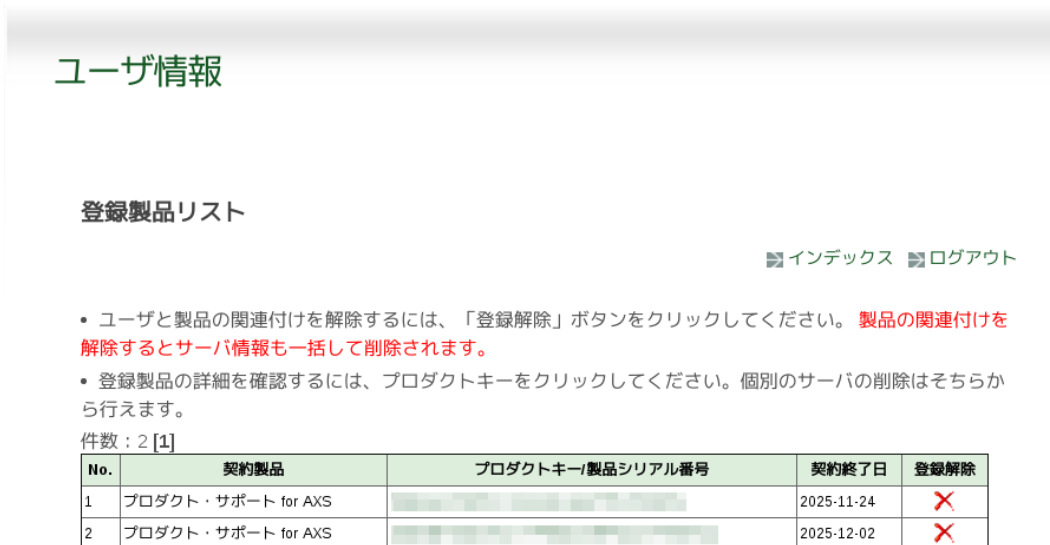 ユーザ情報
登録製品リスト
インデックス ログアウト
• ユーザと製品の関連付けを解除するには、「登録解除」ボタンをクリックしてください。 製品の関連付けを
解除するとサーバ情報も一括して削除されます。
• 登録製品の詳細を確認するには、プロダクトキーをクリックしてください。個別のサーバの削除はそちらか
ら行えます。
件数 : 2 [1]
No. 契約製品 プロダクトキー/製品シリアル番号 契約終了日 登録解除
1 プロダクト・サポート for AXS 2025-11-24
2 プロダクト・サポート for AXS 2025-12-02